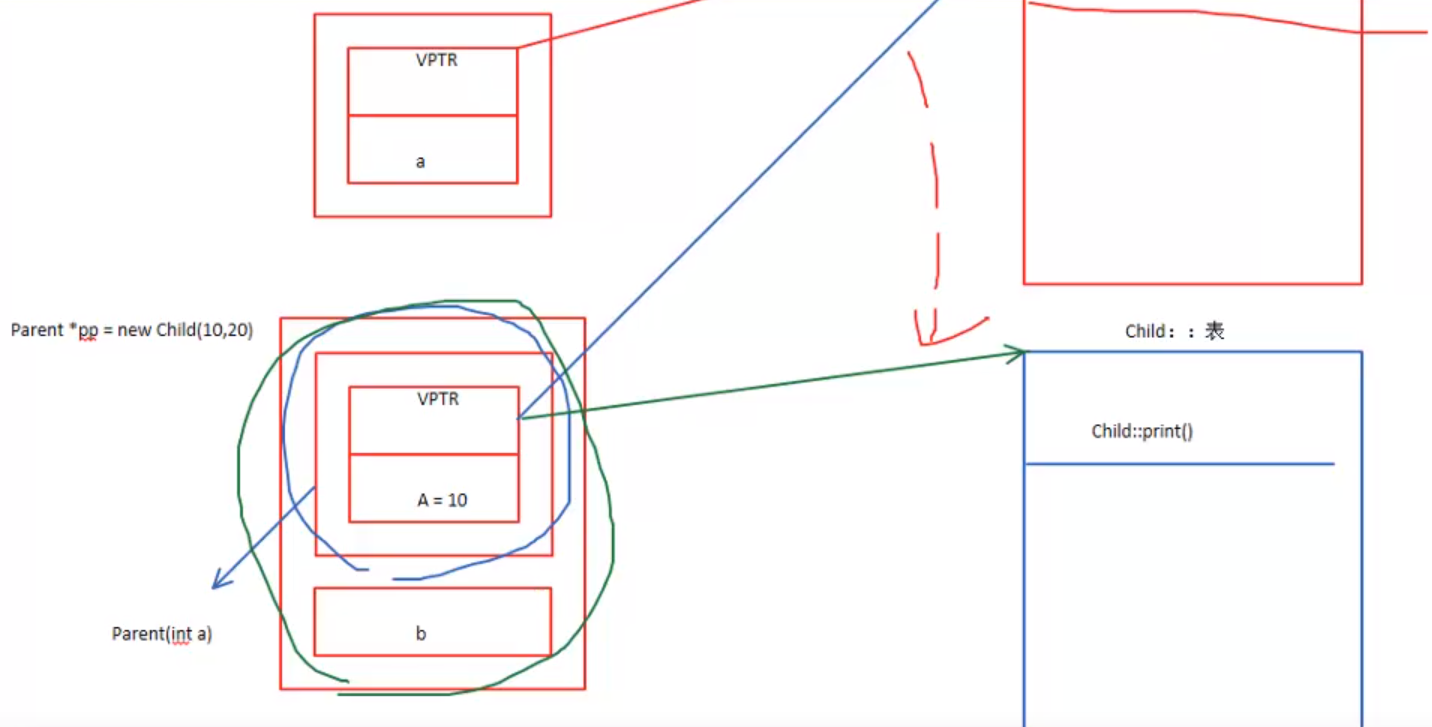 VPTR
a
Parent *pp = new Child(10,20)
Child：：表
VPTR
Child::print()
A = 10
Parent(int a)
b